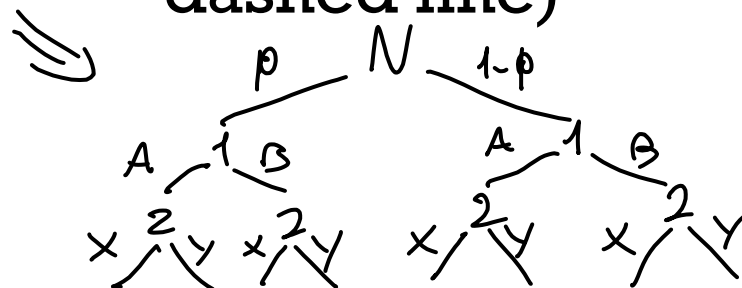 dashed line)
p N 1-p
A 1 B A 1 B
2 2 2 2
X Y X Y X Y X Y